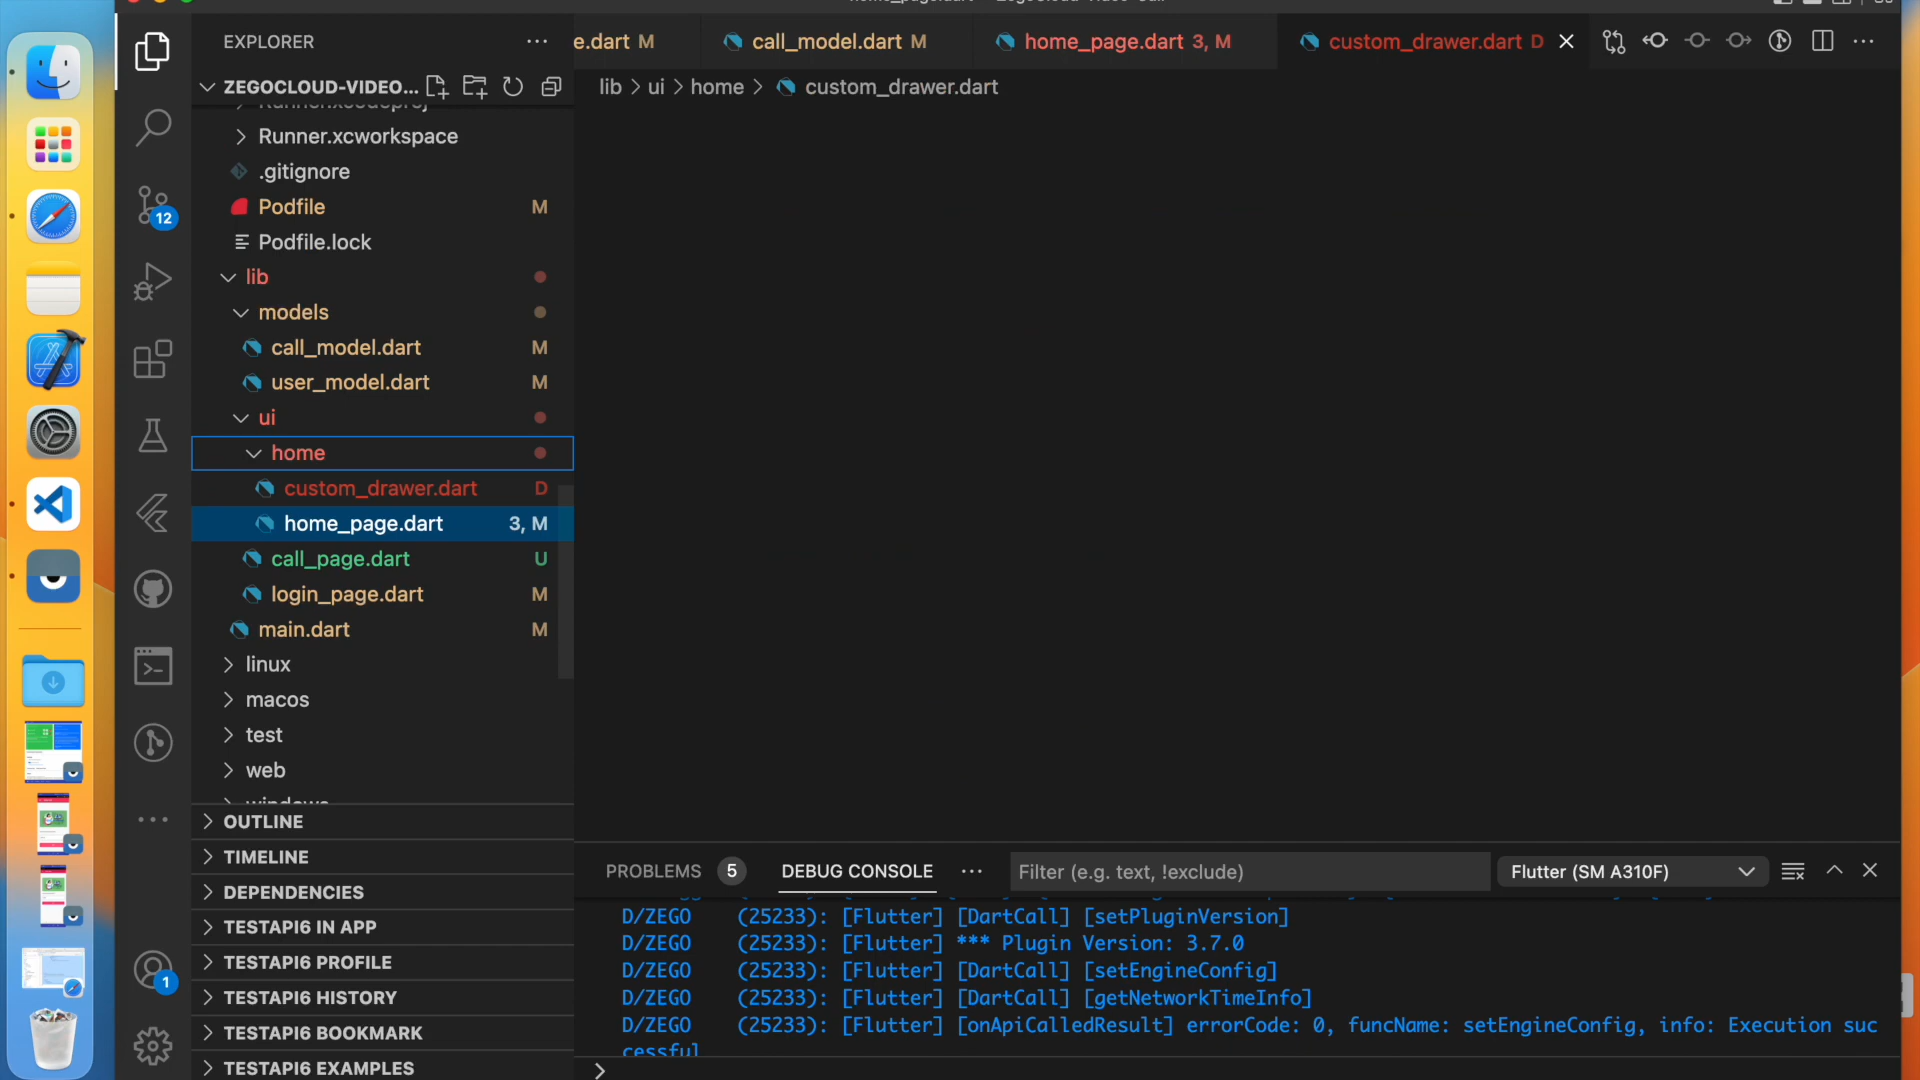 EXPLORER
e.dart M
call_model.dart M
home_page.dart 3, M
custom_drawer.dart D
ZEGOCLOUD-VIDEO...
lib > ui > home > custom_drawer.dart
Runner.xcodeproj
Runner.xcworkspace
.gitignore
Podfile M
12
Podfile.lock
lib
models
call_model.dart M
user_model.dart M
ui
home
custom_drawer.dart D
home_page.dart 3, M
call_page.dart U
login_page.dart M
main.dart M
linux
macos
test
web
windows
OUTLINE
TIMELINE
DEPENDENCIES
TESTAPI6 IN APP
TESTAPI6 PROFILE
1
TESTAPI6 HISTORY
TESTAPI6 BOOKMARK
TESTAPI6 EXAMPLES
PROBLEMS 5
DEBUG CONSOLE
Filter (e.g. text, !exclude)
Flutter (SM A310F)
D/ZEGO (25233): [Flutter] [DartCall] [setPluginVersion]
D/ZEGO (25233): [Flutter] *** Plugin Version: 3.7.0
D/ZEGO (25233): [Flutter] [DartCall] [setEngineConfig]
D/ZEGO (25233): [Flutter] [DartCall] [getNetworkTimeInfo]
D/ZEGO (25233): [Flutter] [onApiCalledResult] errorCode: 0, funcName: setEngineConfig, info: Execution suc
cessful